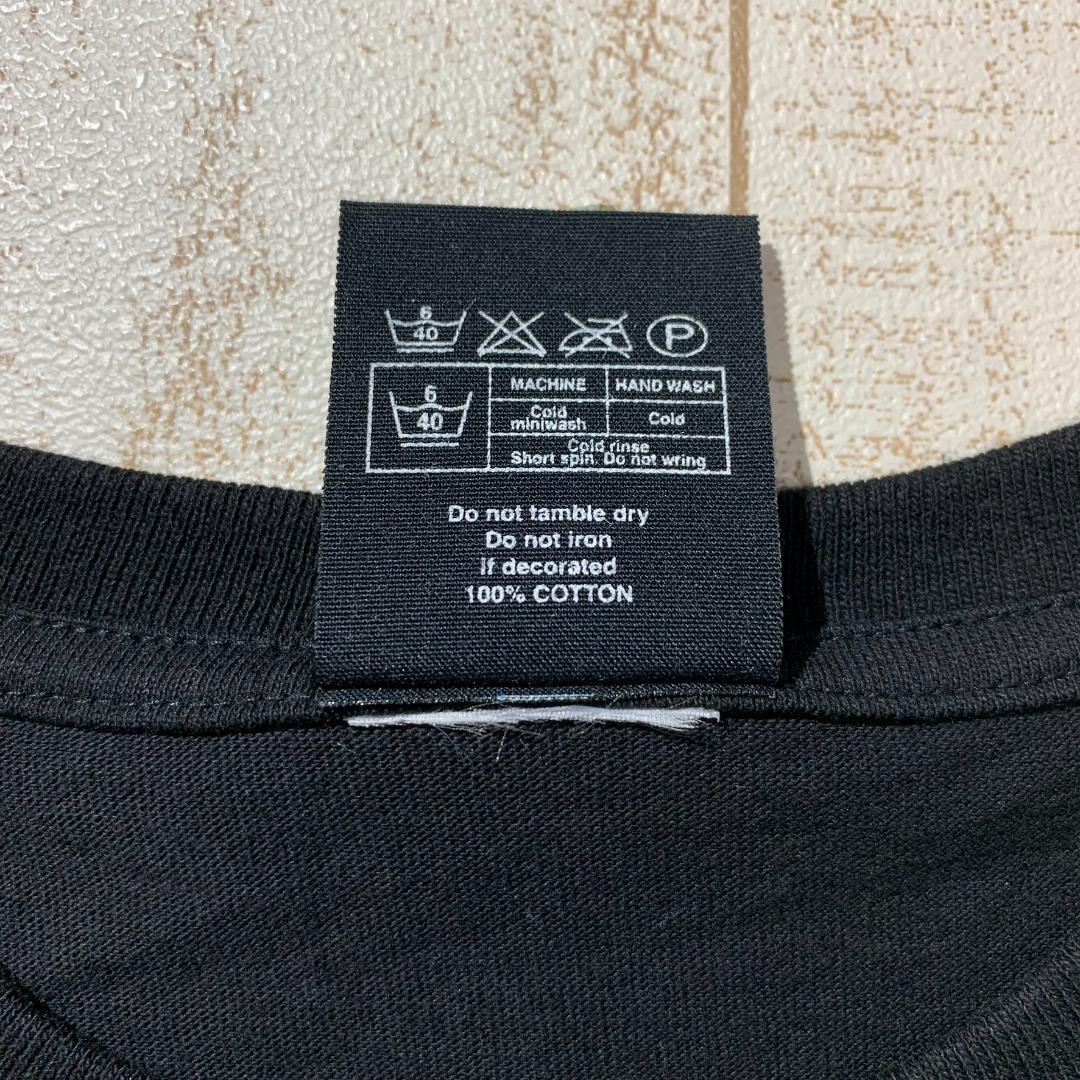 6
40
P
6
40
MACHINE
HAND WASH
Cold
miniwash
Cold
Cold rinse
Short spin. Do not wring
Do not tamble dry
Do not iron
if decorated
100% COTTON